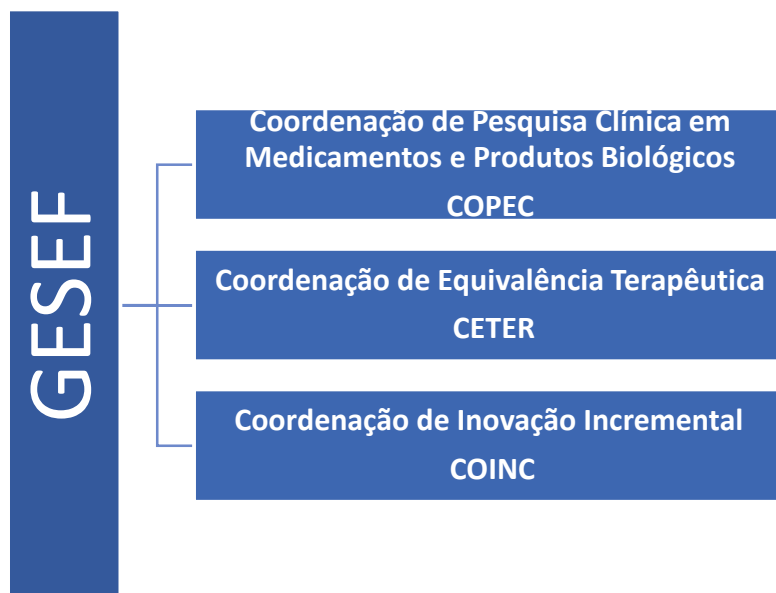 GESEF
Coordenação de Pesquisa Clínica em
Medicamentos e Produtos Biológicos
COPEC
Coordenação de Equivalência Terapêutica
CETER
Coordenação de Inovação Incremental
COINC